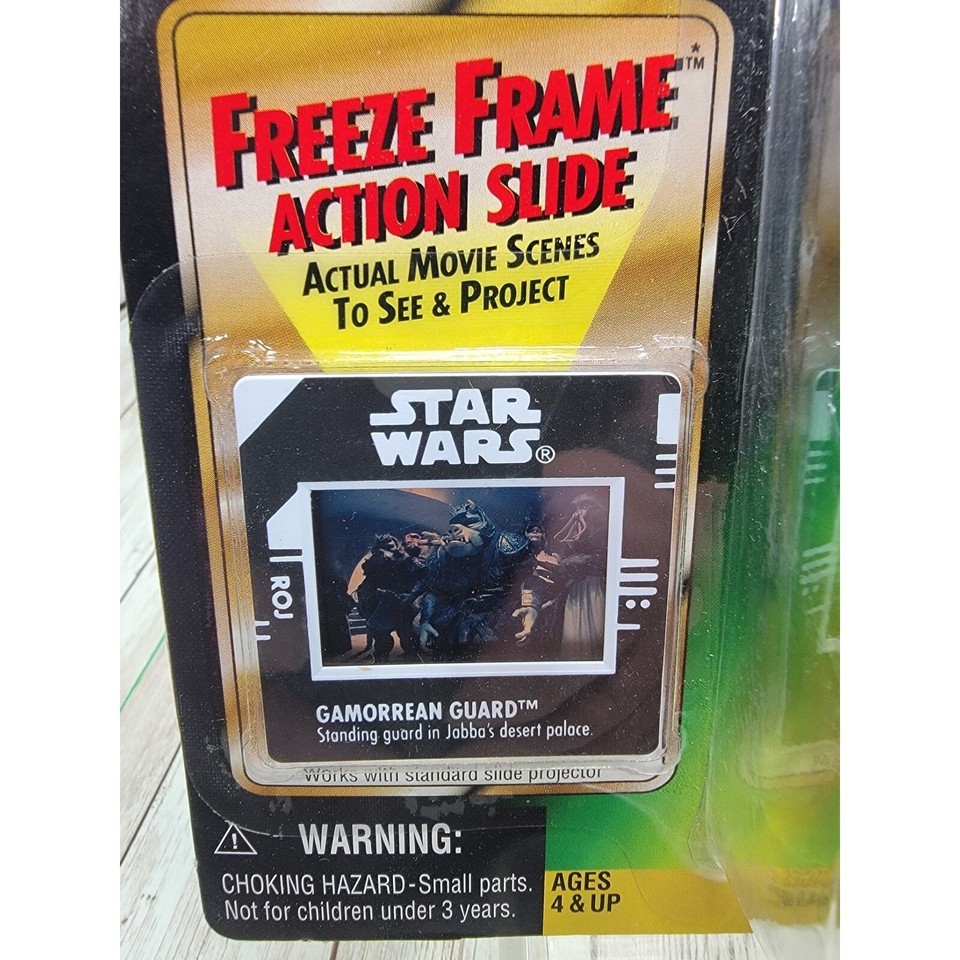 FREEZE FRAME™*
ACTION SLIDE
ACTUAL MOVIE SCENES
TO SEE & PROJECT
STAR
WARS®
ROJ
GAMORREAN GUARD™
Standing guard in Jabba's desert palace.
Works with standard slide projector
WARNING:
CHOKING HAZARD-Small parts.
Not for children under 3 years.
AGES
4 & UP